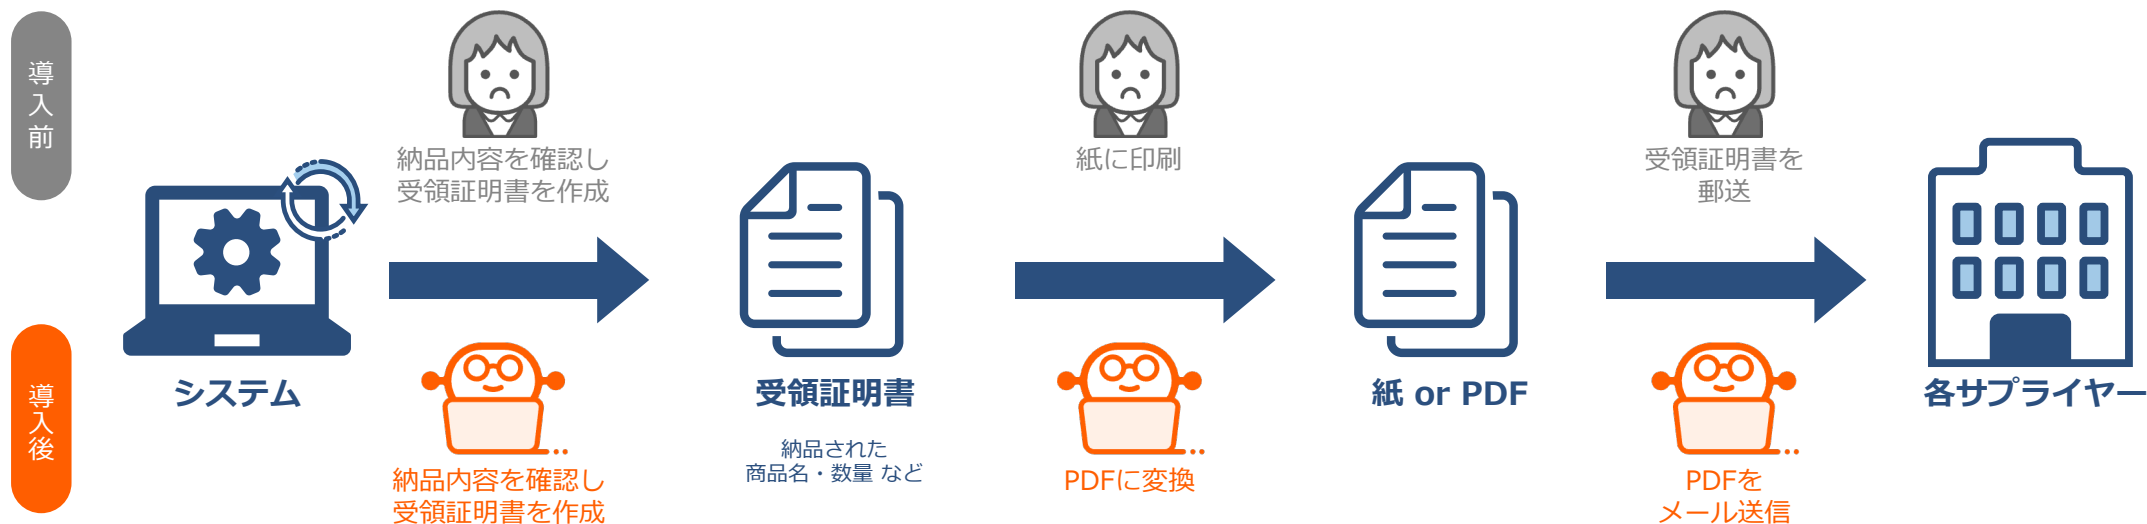 導入前
納品内容を確認し
受領証明書を作成
紙に印刷
受領証明書を
郵送
システム
受領証明書
納品された
商品名・数量 など
紙 or PDF
各サプライヤー
導入後
納品内容を確認し
受領証明書を作成
PDFに変換
PDFを
メール送信